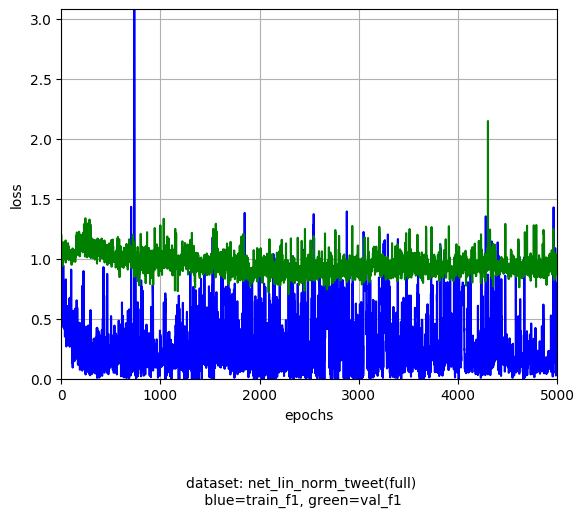 3.0
2.5
2.0
1.5
1.0
0.5
0.0
loss
0 1000 2000 3000 4000 5000
epochs
dataset: net_lin_norm_tweet(full)
blue=train_f1, green=val_f1